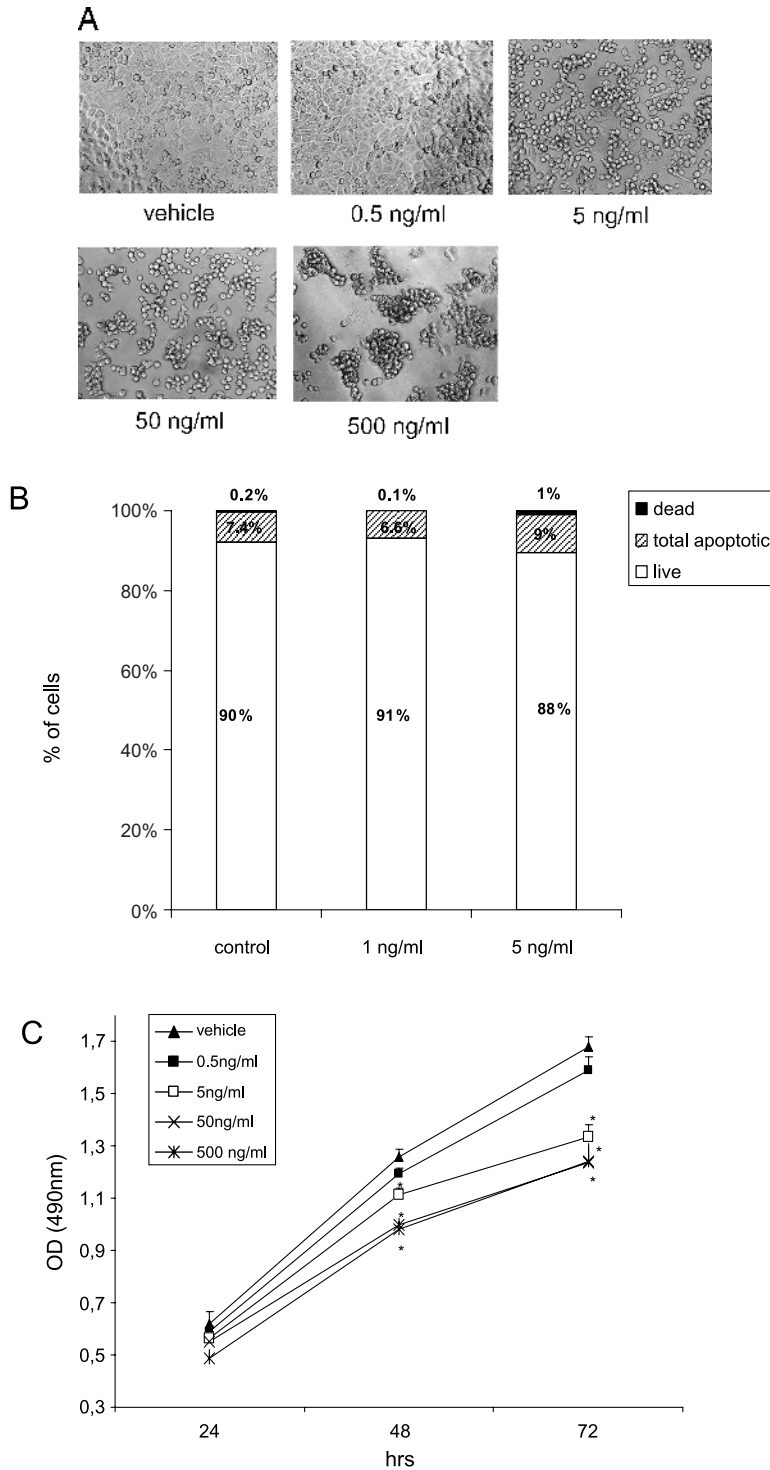 A
vehicle
0.5 ng/ml
5 ng/ml
50 ng/ml
500 ng/ml
B
0.2%
0.1%
1%
100%
7.4%
6.6%
9%
80%
60%
90%
91%
88%
40%
20%
0%
% of cells
control
1 ng/ml
5 ng/ml
dead
total apoptotic
live
C
vehicle
0.5ng/ml
5ng/ml
50ng/ml
500 ng/ml
1,7
1,5
1,3
1,1
0,9
0,7
0,5
0,3
OD (490nm)
*
*
*
*
*
*
24
48
72
hrs